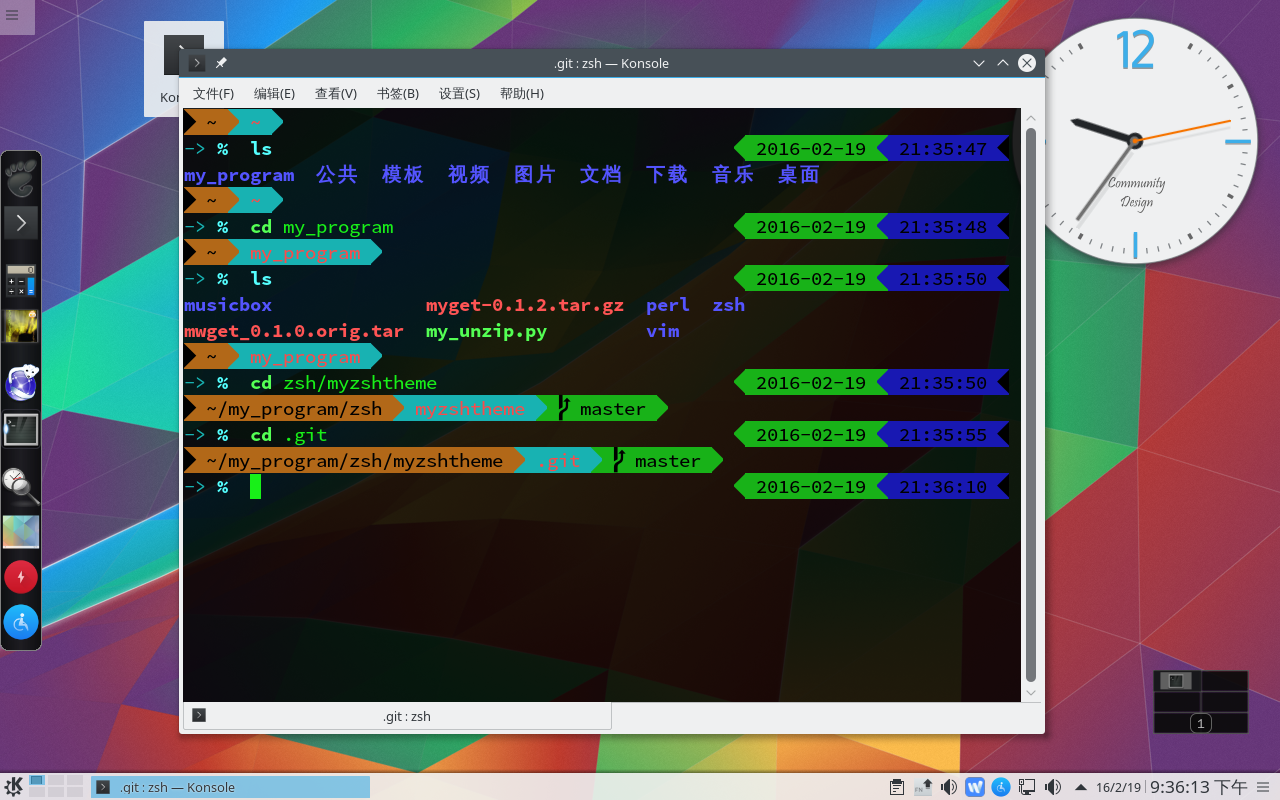 .git : zsh — Konsole
文件(F) 编辑(E) 查看(V) 书签(B) 设置(S) 帮助(H)
~ ~
-> % ls 2016-02-19 21:35:47
my_program 公共 模板 视频 图片 文档 下载 音乐 桌面
~ ~
-> % cd my_program 2016-02-19 21:35:48
~ my_program
-> % ls 2016-02-19 21:35:50
musicbox myget-0.1.2.tar.gz perl zsh
mwget_0.1.0.orig.tar my_unzip.py vim
~ my_program
-> % cd zsh/myzshtheme 2016-02-19 21:35:50
~/my_program/zsh myzshtheme master
-> % cd .git 2016-02-19 21:35:55
~/my_program/zsh/myzshtheme .git master
-> % 2016-02-19 21:36:10
.git : zsh
12
Community
Design
1
.git : zsh — Konsole
16/2/19 9:36:13 下午